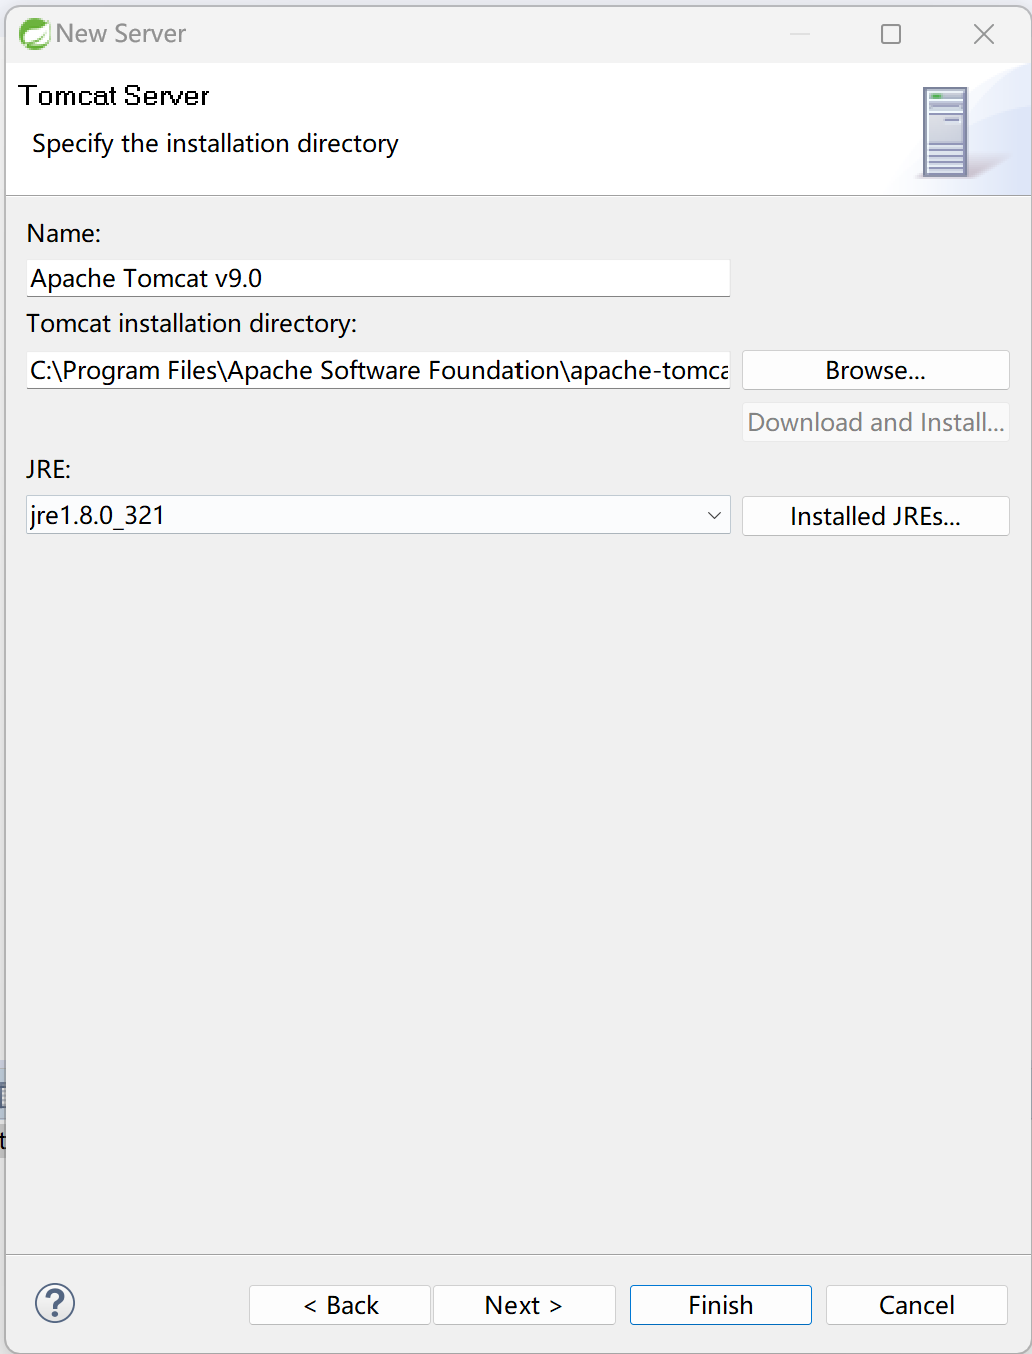 New Server
Tomcat Server
Specify the installation directory
Name:
Apache Tomcat v9.0
Tomcat installation directory:
C:\Program Files\Apache Software Foundation\apache-tomca
Browse...
Download and Install...
JRE:
jre1.8.0_321
Installed JREs...
t
?
< Back
Next >
Finish
Cancel